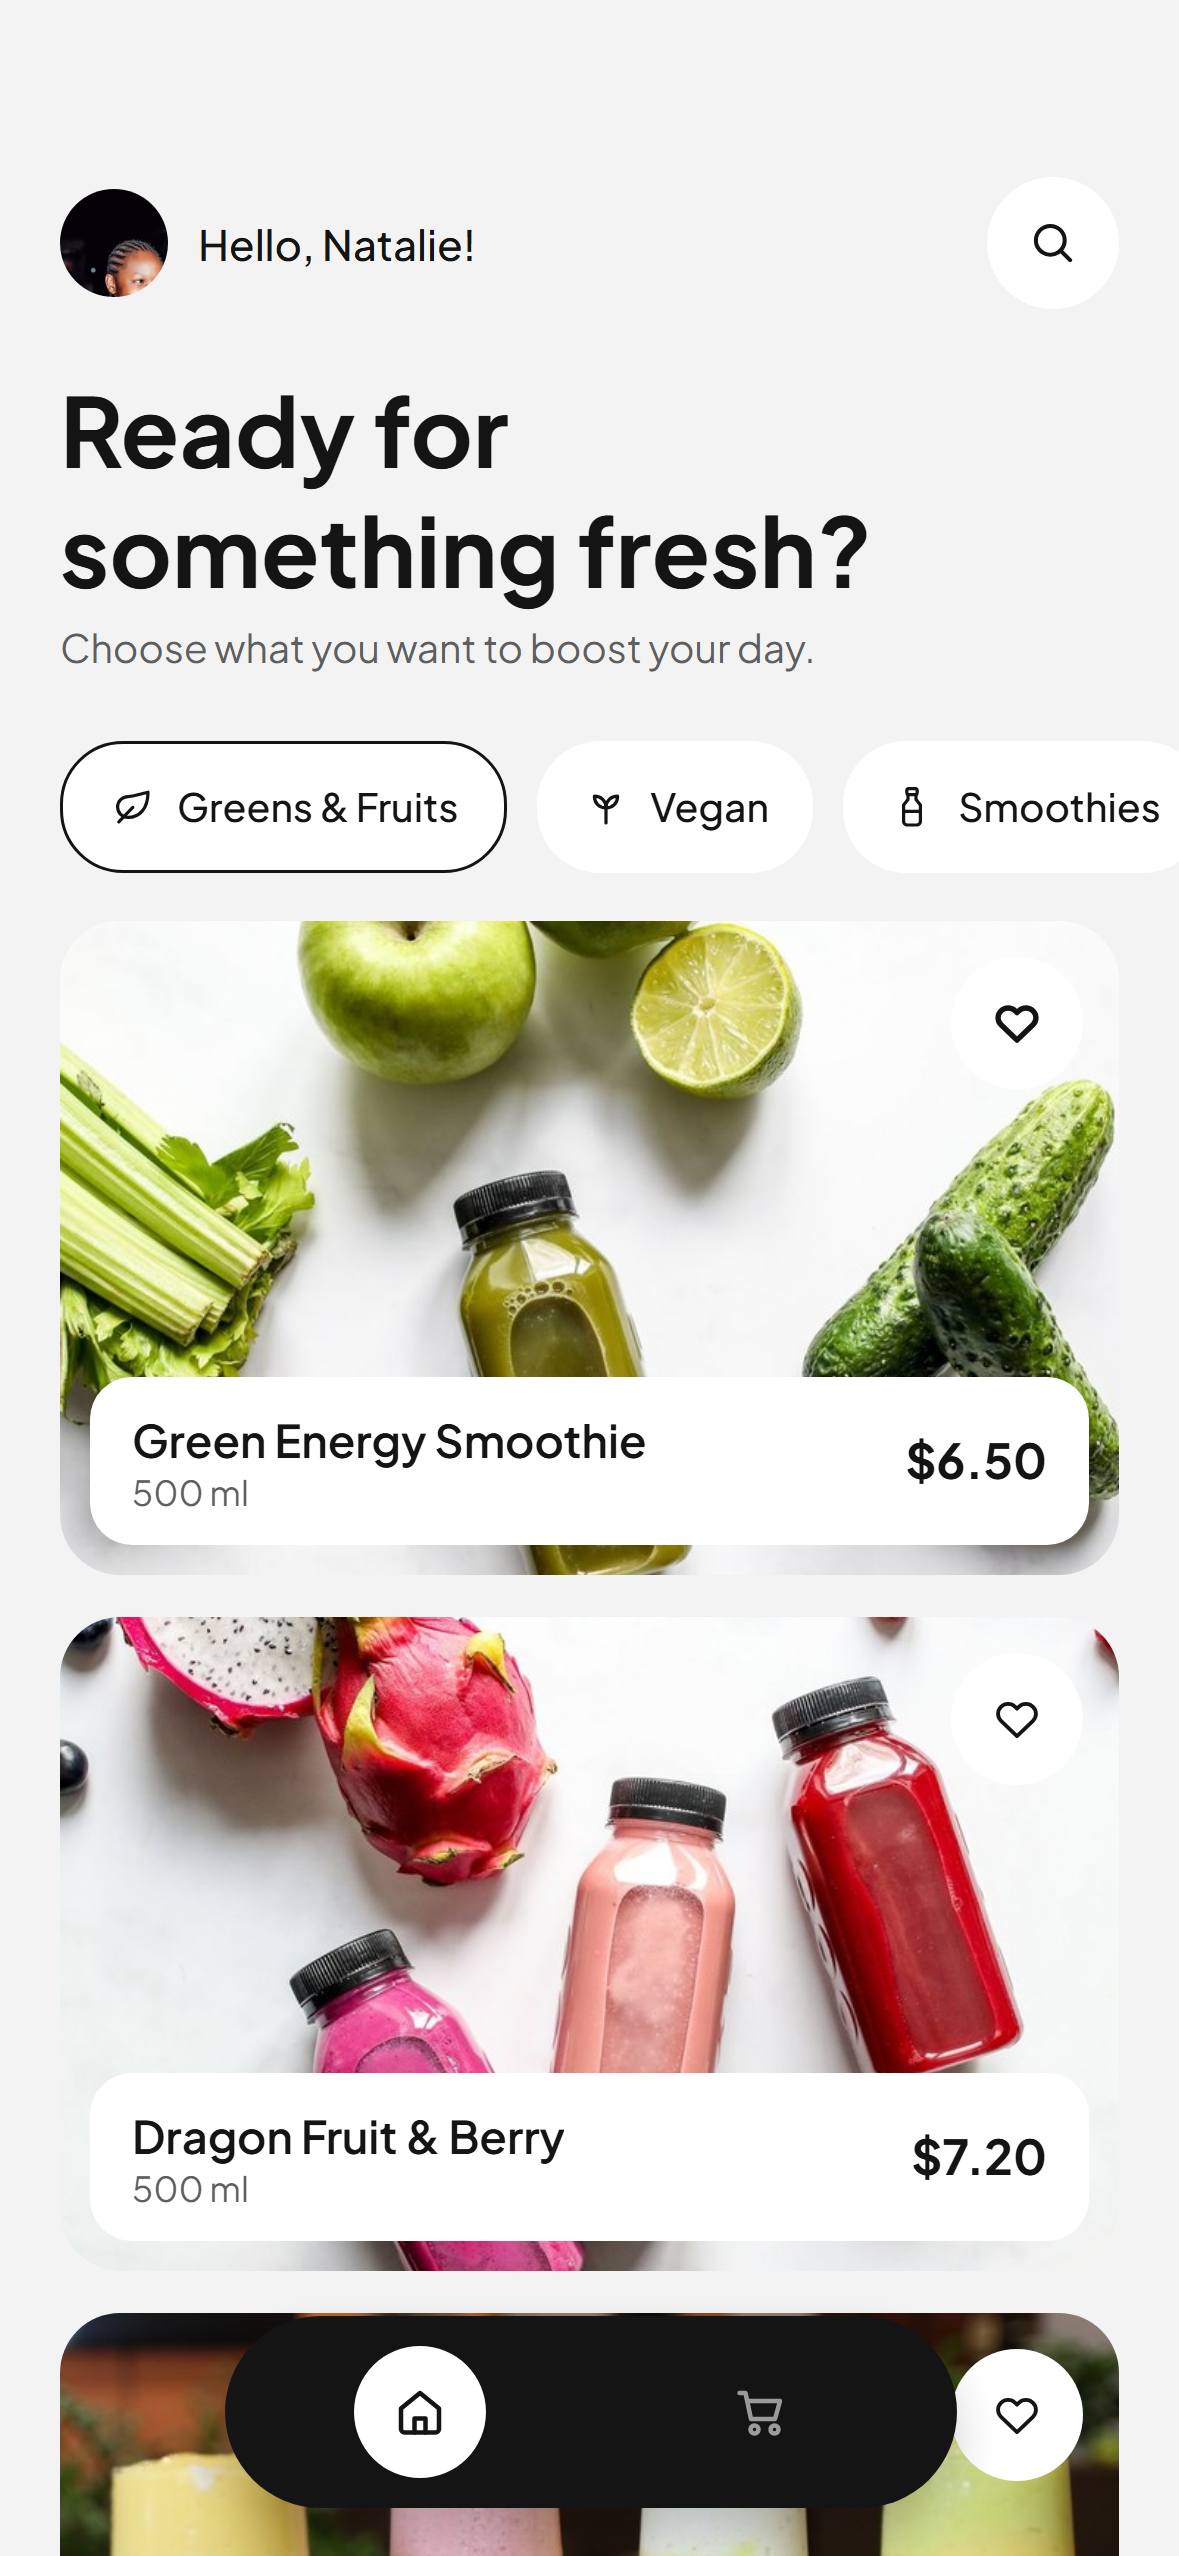 Hello, Natalie!
Ready for
something fresh?
Choose what you want to boost your day.
Greens & Fruits
Vegan
Smoothies
Green Energy Smoothie
500 ml
$6.50
Dragon Fruit & Berry
500 ml
$7.20